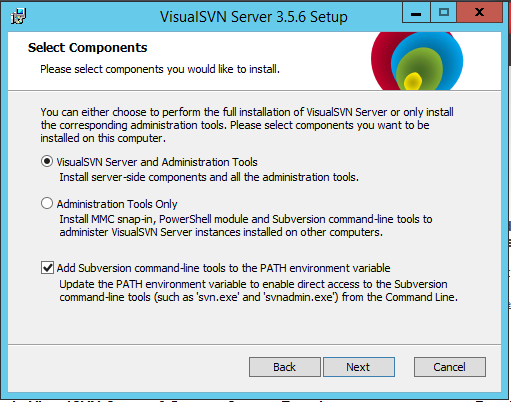 VisualSVN Server 3.5.6 Setup
Select Components
Please select components you would like to install.
You can either choose to perform the full installation of VisualSVN Server or only install
the corresponding administration tools. Please select components you want to be
installed on this computer.
VisualSVN Server and Administration Tools
Install server-side components and all the administration tools.
Administration Tools Only
Install MMC snap-in, PowerShell module and Subversion command-line tools to
administer VisualSVN Server instances installed on other computers.
Add Subversion command-line tools to the PATH environment variable
Update the PATH environment variable to enable direct access to the Subversion
command-line tools (such as 'svn.exe' and 'svnadmin.exe') from the Command Line.
Back
Next
Cancel